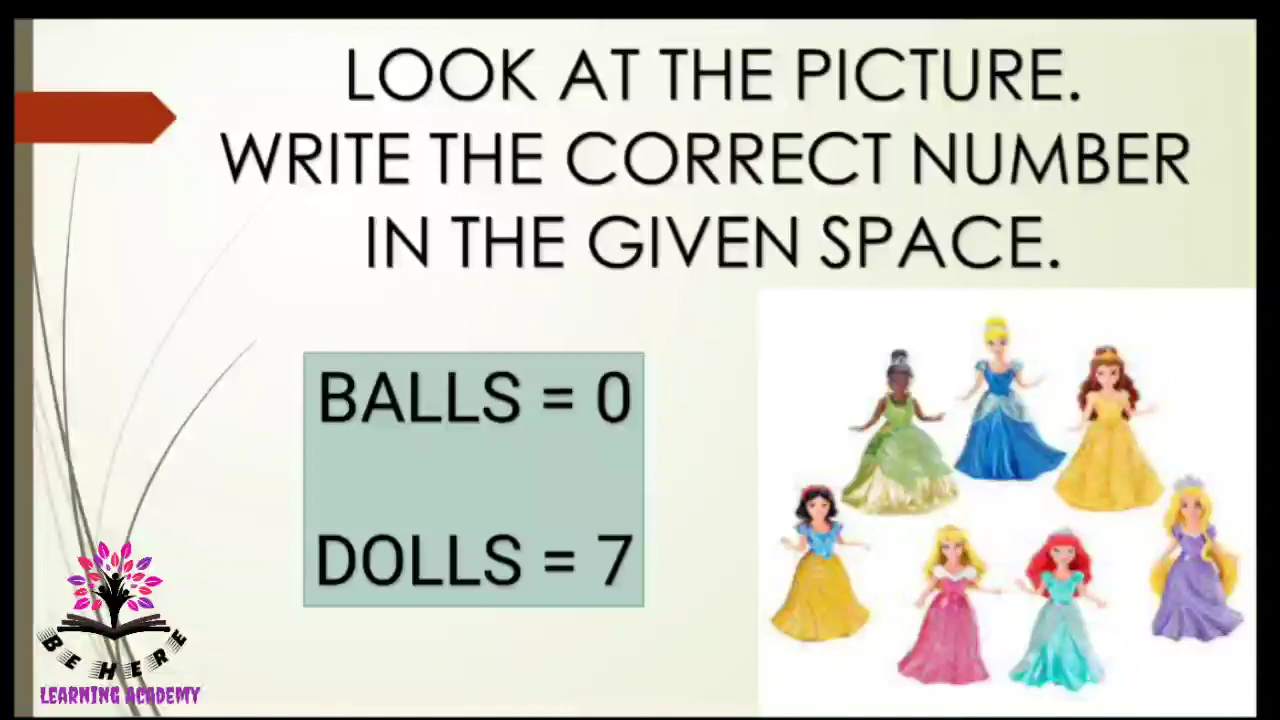 LOOK AT THE PICTURE.
WRITE THE CORRECT NUMBER
IN THE GIVEN SPACE.
BALLS = 0
DOLLS = 7
BE HERE
LEARNING ACADEMY